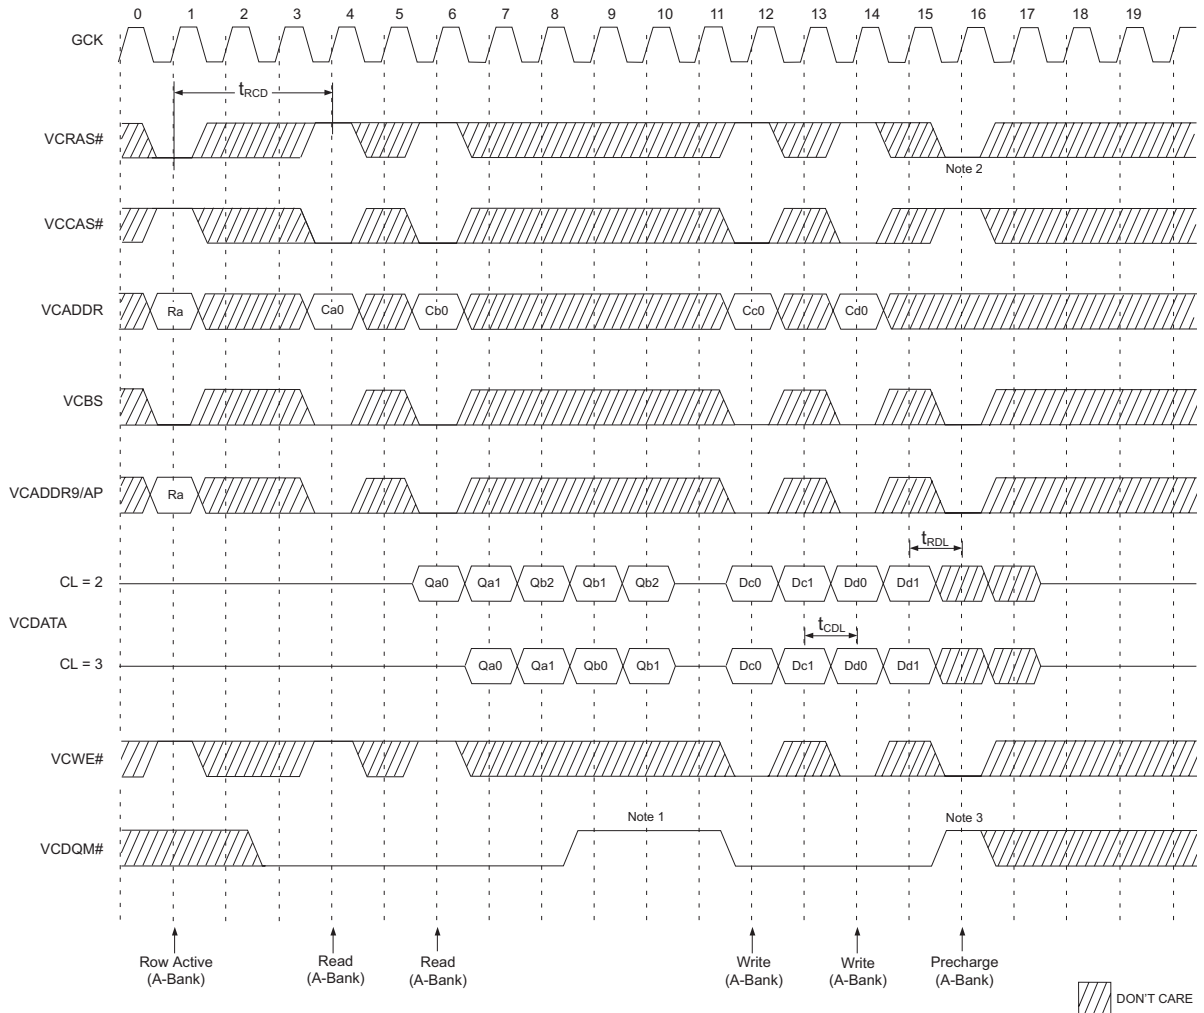 0 1 2 3 4 5 6 7 8 9 10 11 12 13 14 15 16 17 18 19
GCK
tRCD
VCRAS#
Note 2
VCCAS#
VCADDR
Ra Ca0 Cb0 Cc0 Cd0
VCBS
VCADDR9/AP
Ra
tRDL
CL = 2
Qa0 Qa1 Qb2 Qb1 Qb2 Dc0 Dc1 Dd0 Dd1
VCDATA
tCDL
CL = 3
Qa0 Qa1 Qb0 Qb1 Dc0 Dc1 Dd0 Dd1
VCWE#
Note 1 Note 3
VCDQM#
Row Active Read Read Write Write Precharge
(A-Bank) (A-Bank) (A-Bank) (A-Bank) (A-Bank) (A-Bank)
DON'T CARE